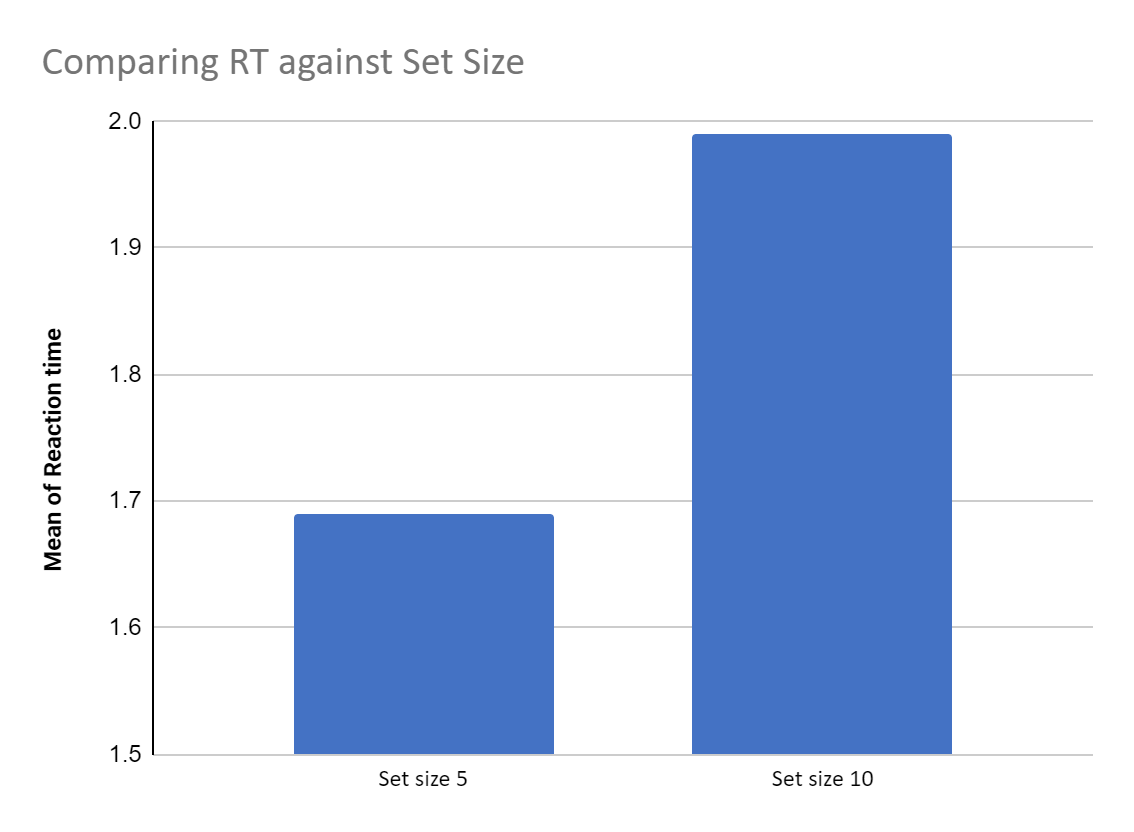 Comparing RT against Set Size
2.0
1.9
1.8
1.7
1.6
1.5
Mean of Reaction time
Set size 5
Set size 10